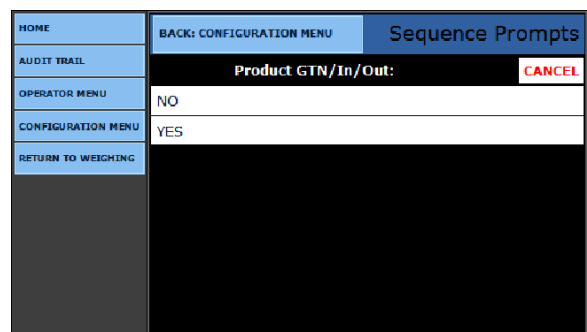 HOME
AUDIT TRAIL
OPERATOR MENU
CONFIGURATION MENU
RETURN TO WEIGHING
BACK: CONFIGURATION MENU
Sequence Prompts
Product GTN/In/Out:
CANCEL
NO
YES